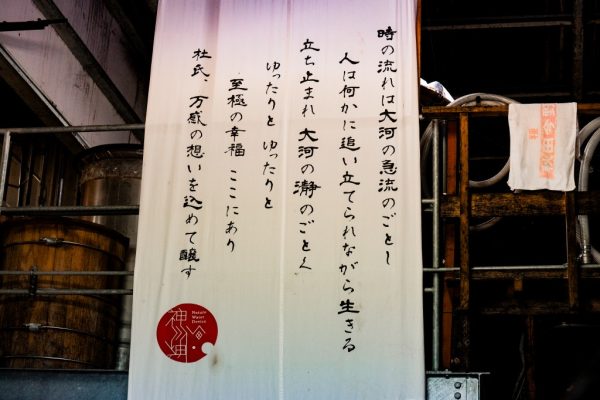 時の流れは大河の急流のごとし
人は何かに追い立てられながら生きる
立ち止まれ 大河の瀞のごとく
ゆったりと ゆったりと
至極の幸福 ここにあり
杜氏、万感の想いを込めて醸す
Nature
Water